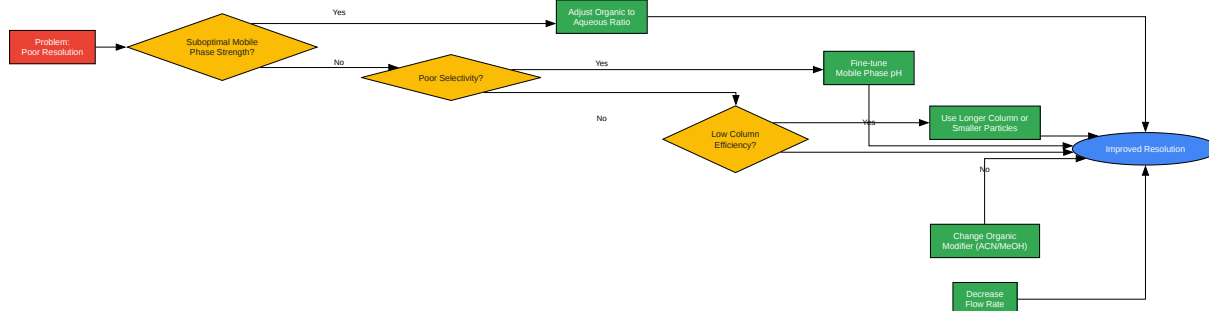 Problem:
Poor Resolution
Suboptimal Mobile
Phase Strength?
Yes
Adjust Organic to
Aqueous Ratio
No
Poor Selectivity?
Yes
Fine-tune
Mobile Phase pH
No
Low Column
Efficiency?
Yes
Use Longer Column or
Smaller Particles
Improved Resolution
No
Change Organic
Modifier (ACN/MeOH)
Decrease
Flow Rate